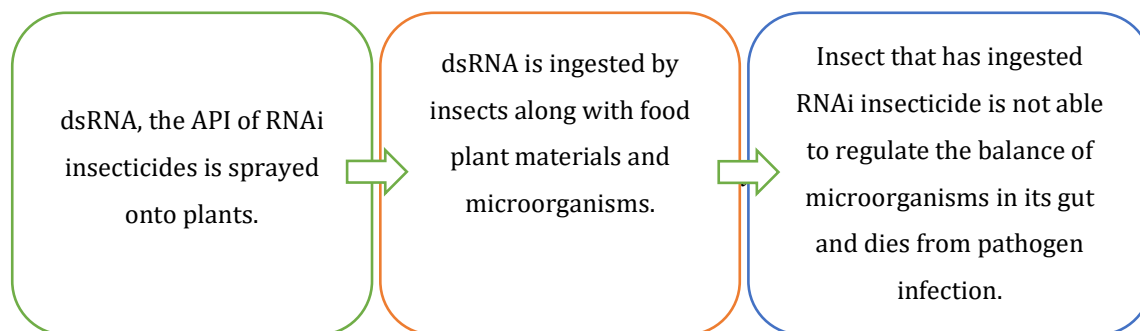 dsRNA, the API of RNAi
insecticides is sprayed
onto plants.
dsRNA is ingested by
insects along with food
plant materials and
microorganisms.
Insect that has ingested
RNAi insecticide is not able
to regulate the balance of
microorganisms in its gut
and dies from pathogen
infection.